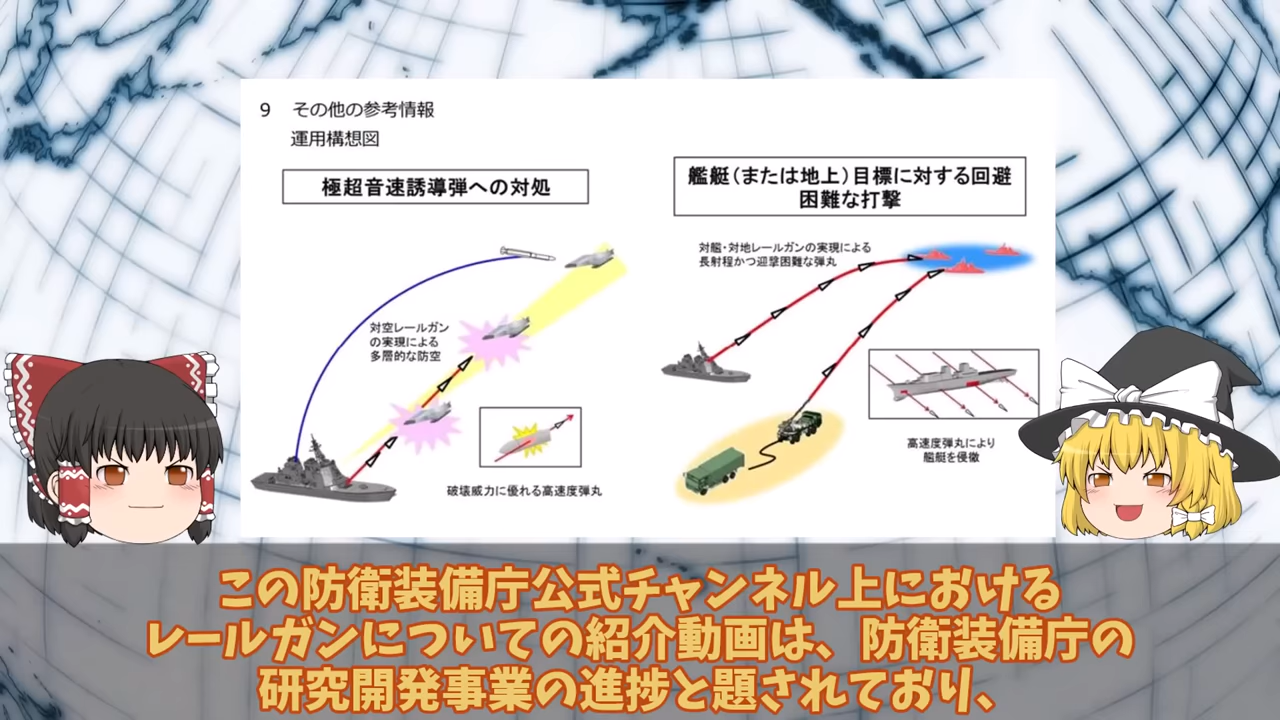 9 その他の参考情報
運用構想図
極超音速誘導弾への対処
対空レールガン
の実現による
多層的な防空
破壊威力に優れる高速度弾丸
艦艇(または地上)目標に対する回避
困難な打撃
対艦・対地レールガンの実現による
長射程かつ迎撃困難な弾丸
高速度弾丸により
艦艇を侵徹
この防衛装備庁公式チャンネル上における
レールガンについての紹介動画は、防衛装備庁の
研究開発事業の進捗と題されており、